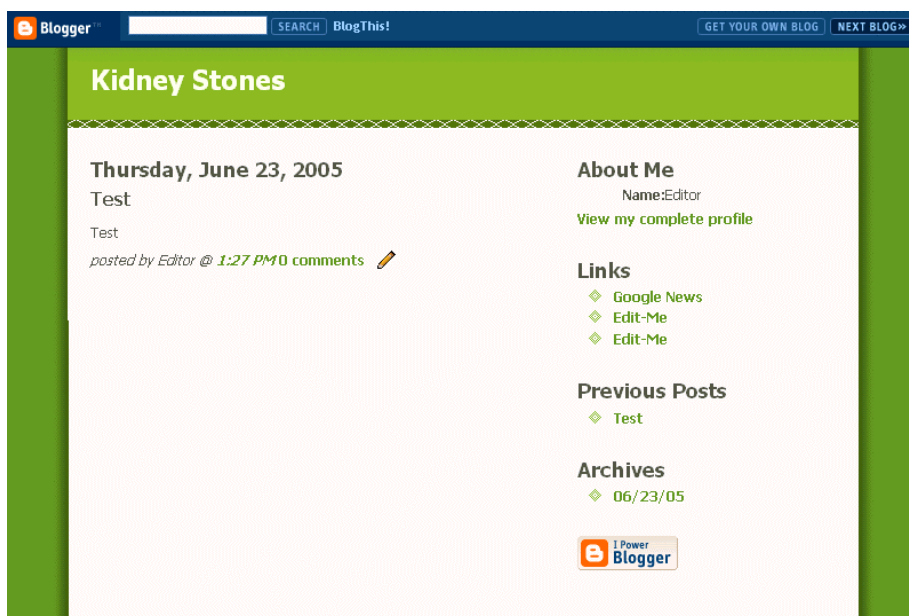 Blogger™ SEARCH BlogThis! GET YOUR OWN BLOG NEXT BLOG»
Kidney Stones
Thursday, June 23, 2005
Test
Test
posted by Editor @ 1:27 PM 0 comments
About Me
Name:Editor
View my complete profile
Links
Google News
Edit-Me
Edit-Me
Previous Posts
Test
Archives
06/23/05
I Power
Blogger